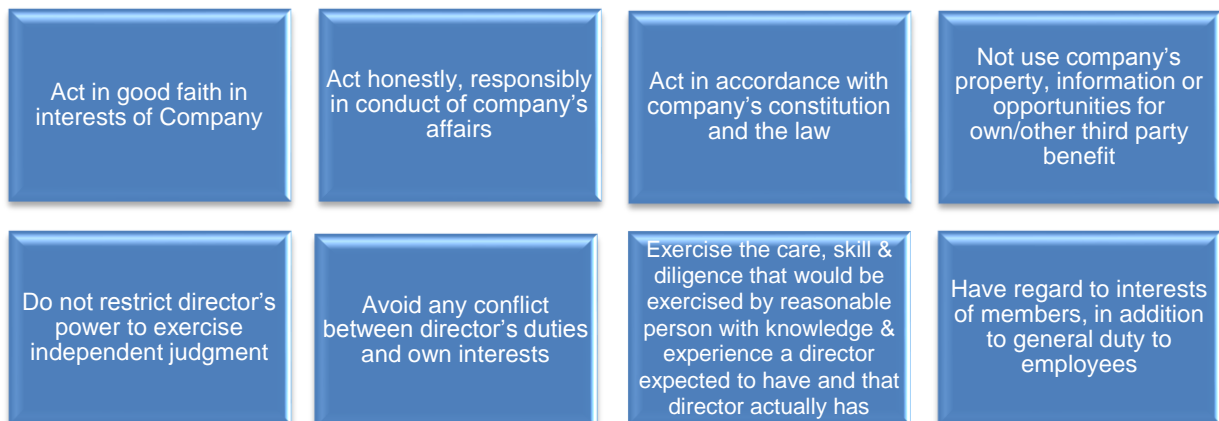 Act in good faith in
interests of Company
Act honestly, responsibly
in conduct of company’s
affairs
Act in accordance with
company’s constitution
and the law
Not use company’s
property, information or
opportunities for
own/other third party
benefit
Do not restrict director’s
power to exercise
independent judgment
Avoid any conflict
between director’s duties
and own interests
Exercise the care, skill &
diligence that would be
exercised by reasonable
person with knowledge &
experience a director
expected to have and that
director actually has
Have regard to interests
of members, in addition
to general duty to
employees